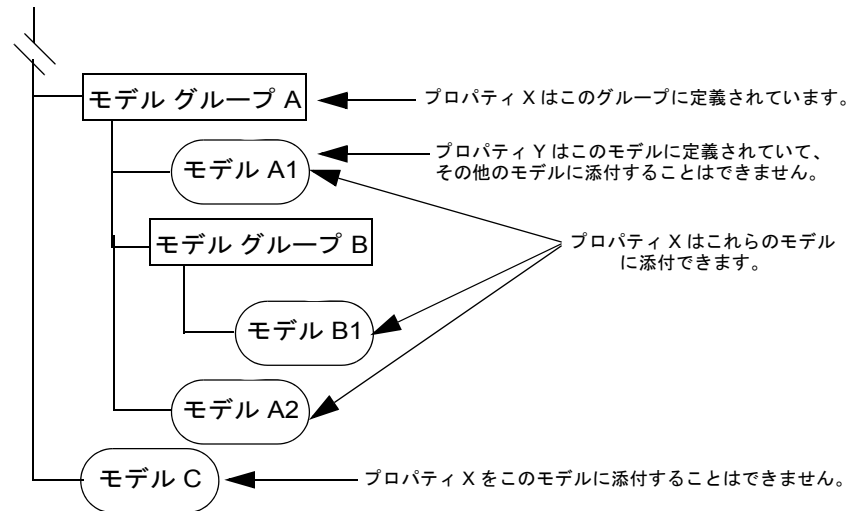 モデル グループ A
プロパティ X はこのグループに定義されています。
モデル A1
プロパティ Y はこのモデルに定義されていて、
その他のモデルに添付することはできません。
モデル グループ B
プロパティ X はこれらのモデル
に添付できます。
モデル B1
モデル A2
モデル C
プロパティ X をこのモデルに添付することはできません。